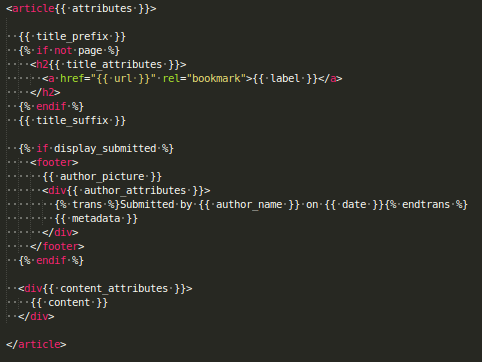 <article{{ attributes }}>

  {{ title_prefix }}
  {% if not page %}
    <h2{{ title_attributes }}>
      <a href="{{ url }}" rel="bookmark">{{ label }}</a>
    </h2>
  {% endif %}
  {{ title_suffix }}

  {% if display_submitted %}
    <footer>
      {{ author_picture }}
      <div{{ author_attributes }}>
        {% trans %}Submitted by {{ author_name }} on {{ date }}{% endtrans %}
        {{ metadata }}
      </div>
    </footer>
  {% endif %}

  <div{{ content_attributes }}>
    {{ content }}
  </div>

</article>